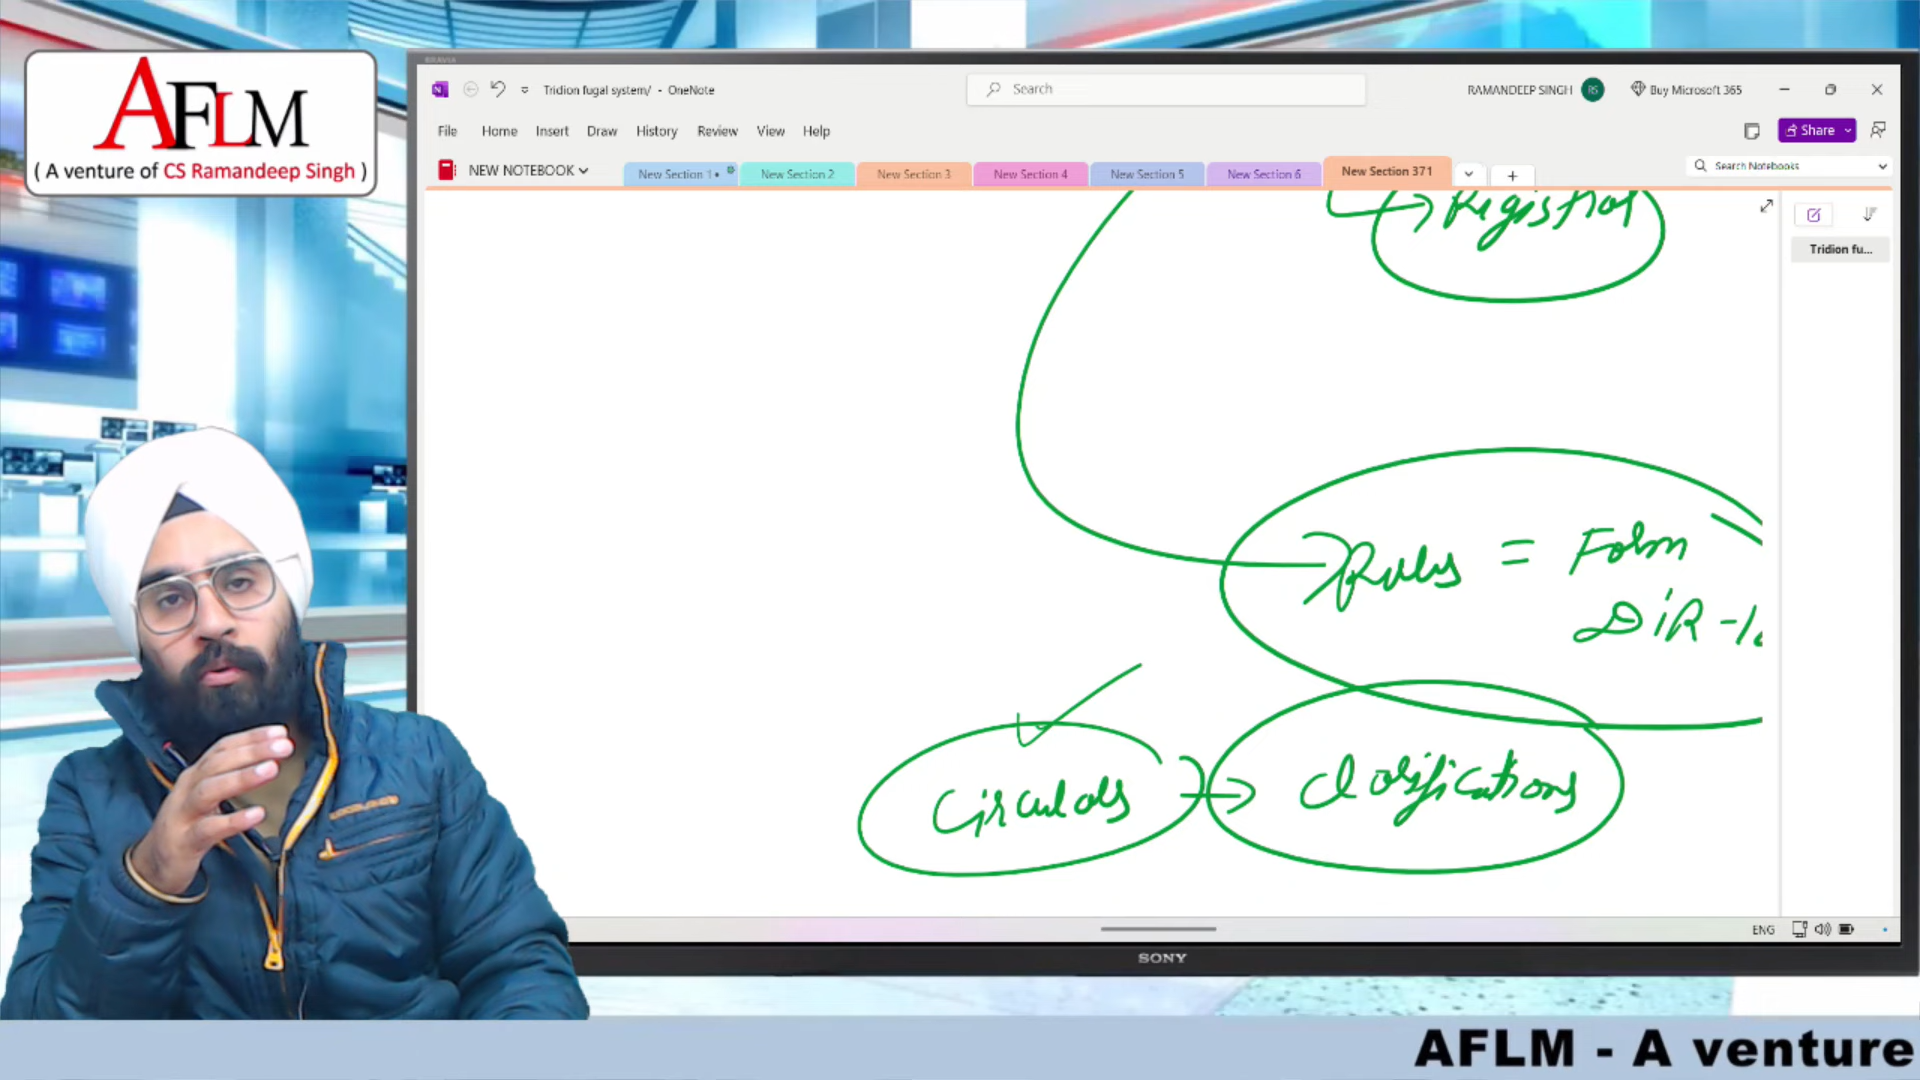 AFLM
( A venture of CS Ramandeep Singh )
BRAVIA
Tridion fugal system/ - OneNote
Search
RAMANDEEP SINGH RS
Buy Microsoft 365
File Home Insert Draw History Review View Help
Share
NEW NOTEBOOK
New Section 1
New Section 2
New Section 3
New Section 4
New Section 5
New Section 6
New Section 371
+
Search Notebooks
Tridion fu...
Registrar
Rules = Form
DIR-1
Circulars → Clarifications
ENG
SONY
AFLM - A venture